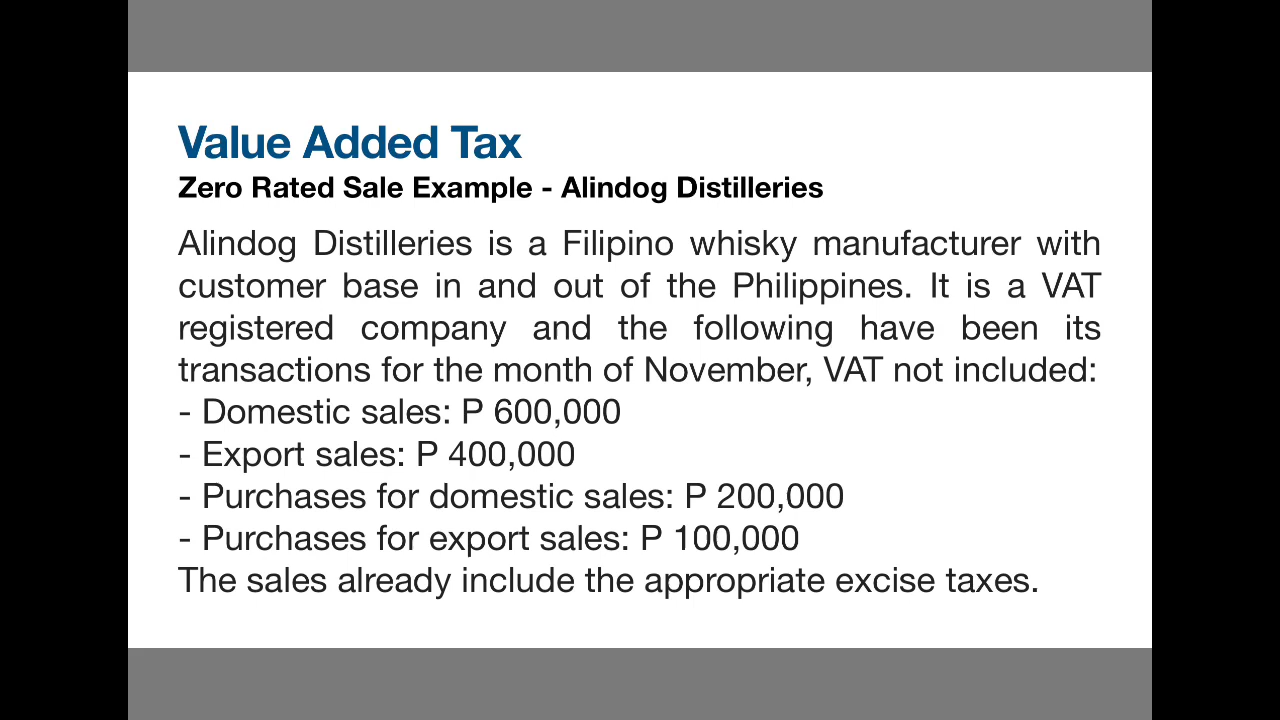 Value Added Tax
Zero Rated Sale Example - Alindog Distilleries
Alindog Distilleries is a Filipino whisky manufacturer with
customer base in and out of the Philippines. It is a VAT
registered company and the following have been its
transactions for the month of November, VAT not included:
- Domestic sales: P 600,000
- Export sales: P 400,000
- Purchases for domestic sales: P 200,000
- Purchases for export sales: P 100,000
The sales already include the appropriate excise taxes.